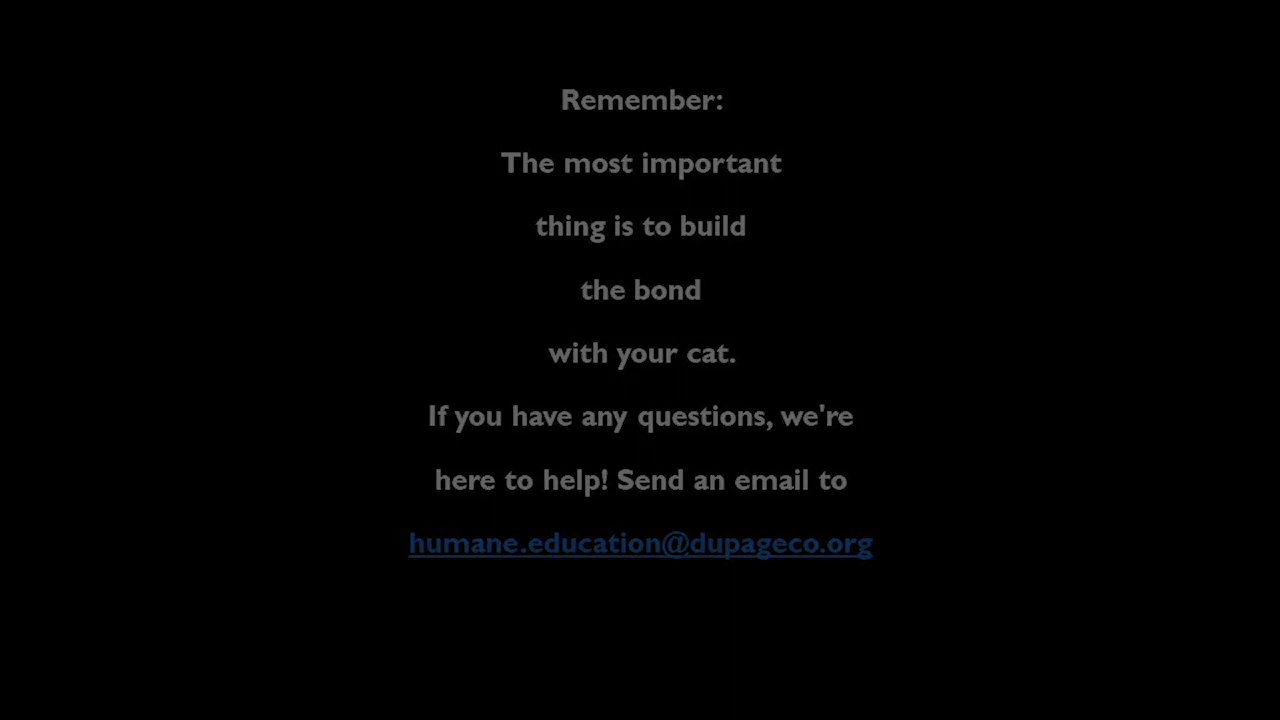 Remember:
The most important
thing is to build
the bond
with your cat.
If you have any questions, we're
here to help! Send an email to
humane.education@dupageco.org